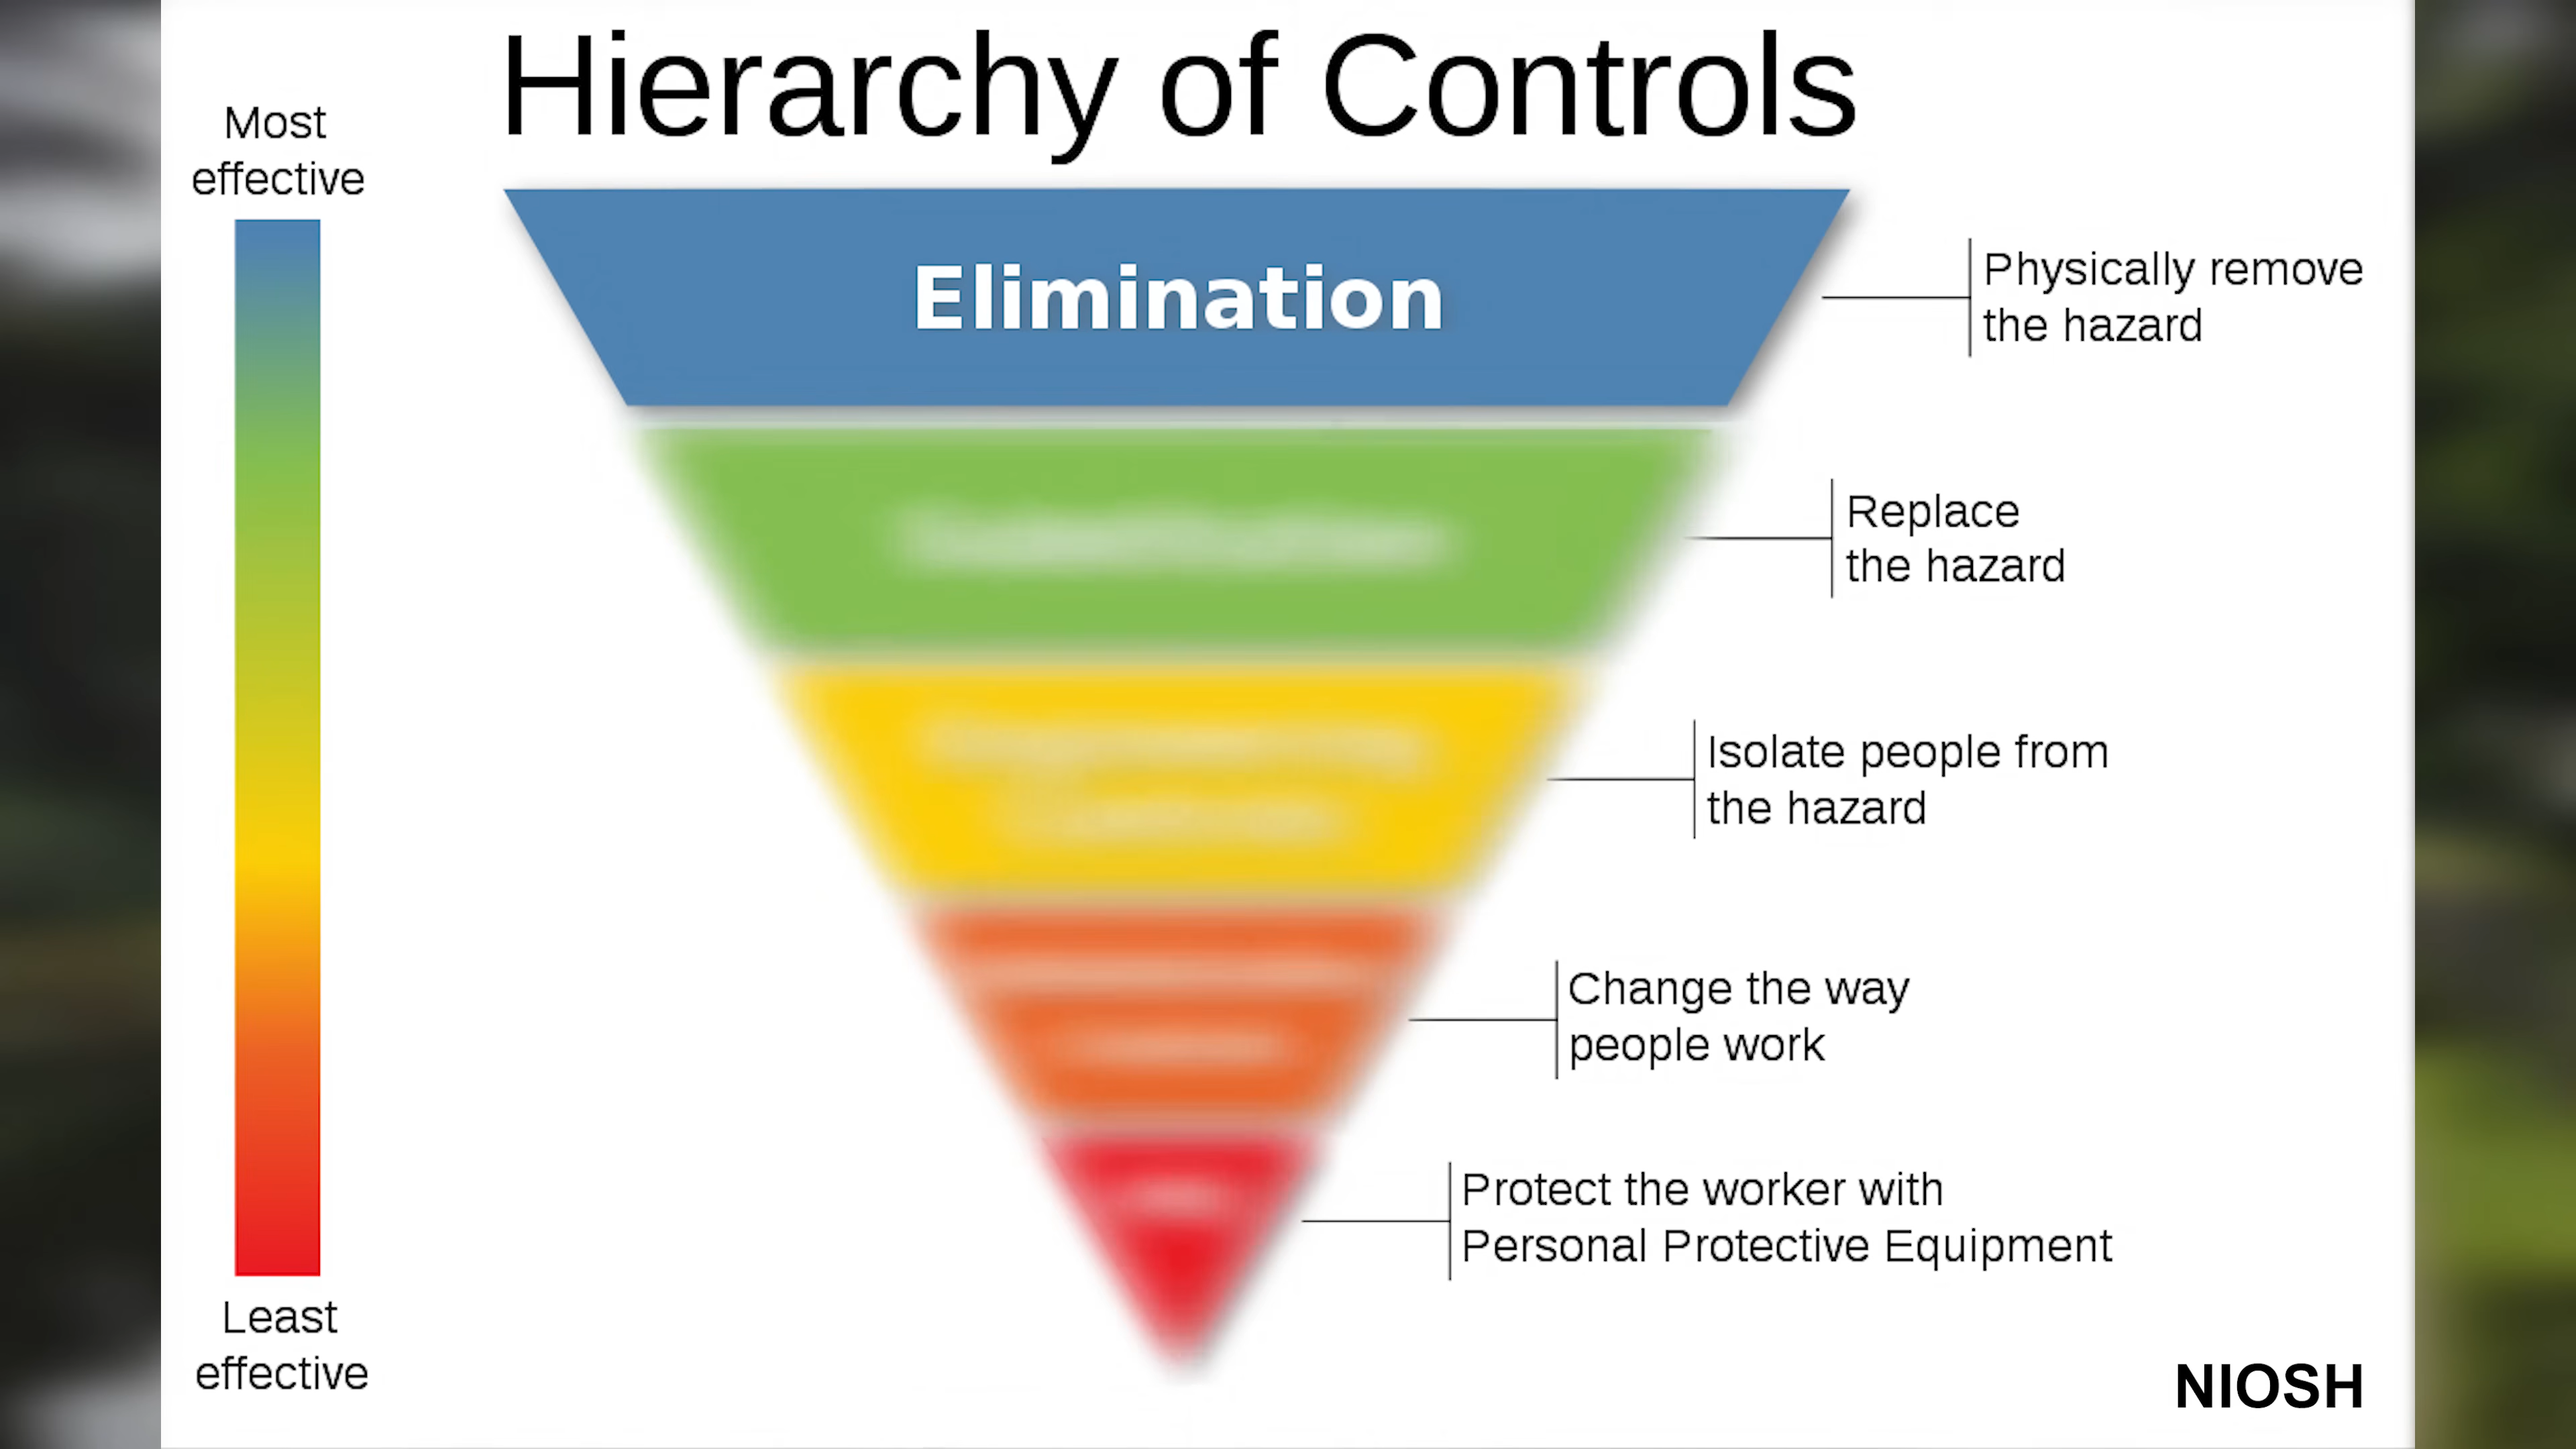 Hierarchy of Controls
Most
effective
Elimination
Physically remove
the hazard
Replace
the hazard
Isolate people from
the hazard
Change the way
people work
Protect the worker with
Personal Protective Equipment
Least
effective
NIOSH